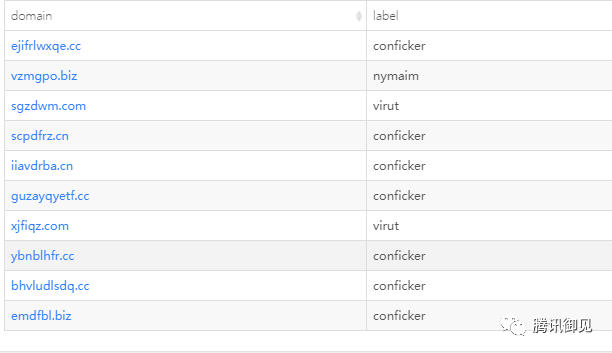 domain label
ejifrlwxqe.cc conficker
vzmgpo.biz nymaim
sgzdwm.com virut
scpdfrz.cn conficker
iiavdrba.cn conficker
guzayqyetf.cc conficker
xjfiqz.com virut
ybnblhfr.cc conficker
bhvludlsdq.cc conficker
emdfbl.biz conficker
腾讯御见